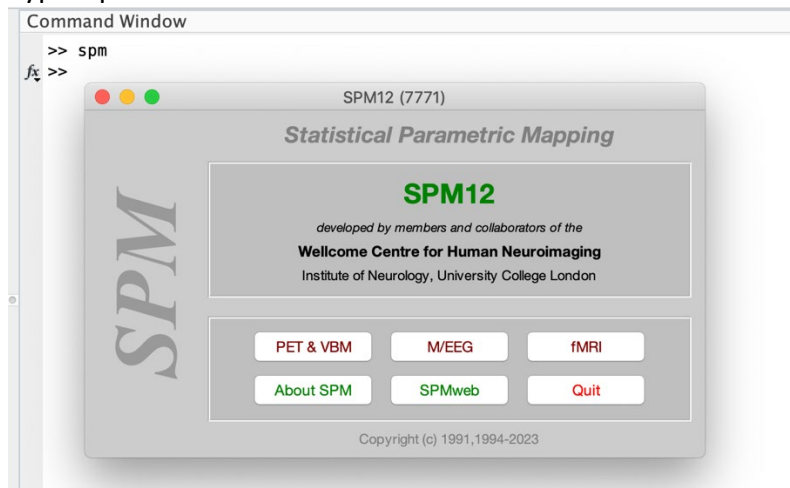 Command Window
>> spm
fx >>
SPM12 (7771)
Statistical Parametric Mapping
SPM
SPM12
developed by members and collaborators of the
Wellcome Centre for Human Neuroimaging
Institute of Neurology, University College London
PET & VBM M/EEG fMRI
About SPM SPMweb Quit
Copyright (c) 1991,1994-2023